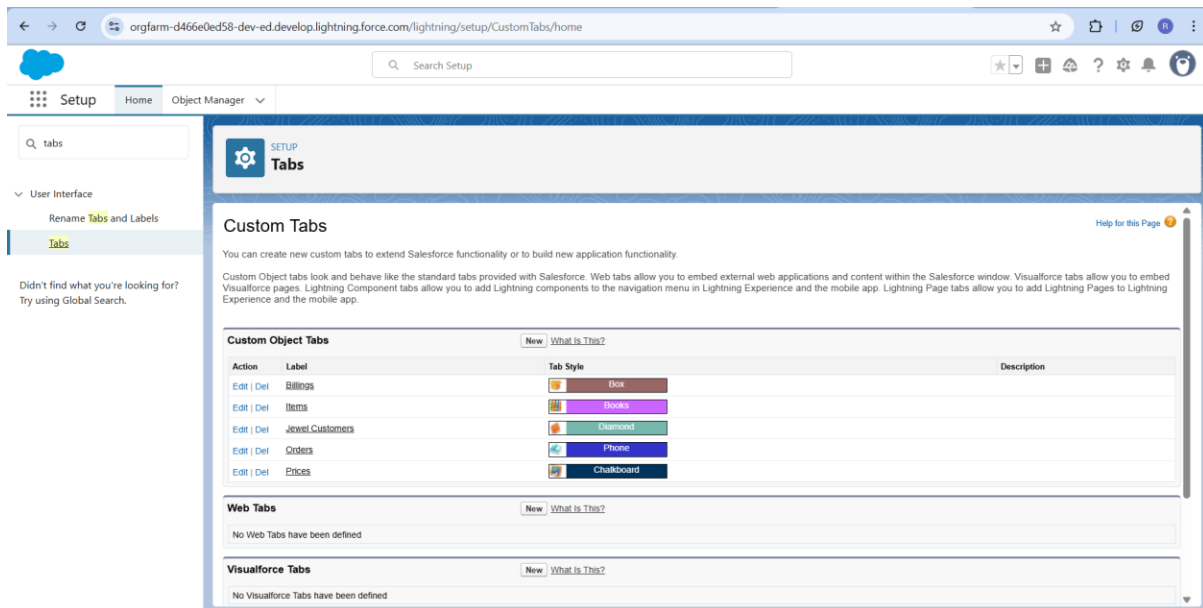 orgfarm-d466e0ed58-dev-ed.develop.lightning.force.com/lightning/setup/CustomTabs/home
R
Search Setup
Setup
Home
Object Manager
tabs
User Interface
Rename Tabs and Labels
Tabs
Didn't find what you're looking for?
Try using Global Search.
SETUP
Tabs
Custom Tabs
Help for this Page ?
You can create new custom tabs to extend Salesforce functionality or to build new application functionality.
Custom Object tabs look and behave like the standard tabs provided with Salesforce. Web tabs allow you to embed external web applications and content within the Salesforce window. Visualforce tabs allow you to embed
Visualforce pages. Lightning Component tabs allow you to add Lightning components to the navigation menu in Lightning Experience and the mobile app. Lightning Page tabs allow you to add Lightning Pages to Lightning
Experience and the mobile app.
Custom Object Tabs New What Is This?
Action Label Tab Style Description
Edit | Del Billings Box
Edit | Del Items Books
Edit | Del Jewel Customers Diamond
Edit | Del Orders Phone
Edit | Del Prices Chalkboard
Web Tabs New What Is This?
No Web Tabs have been defined
Visualforce Tabs New What Is This?
No Visualforce Tabs have been defined